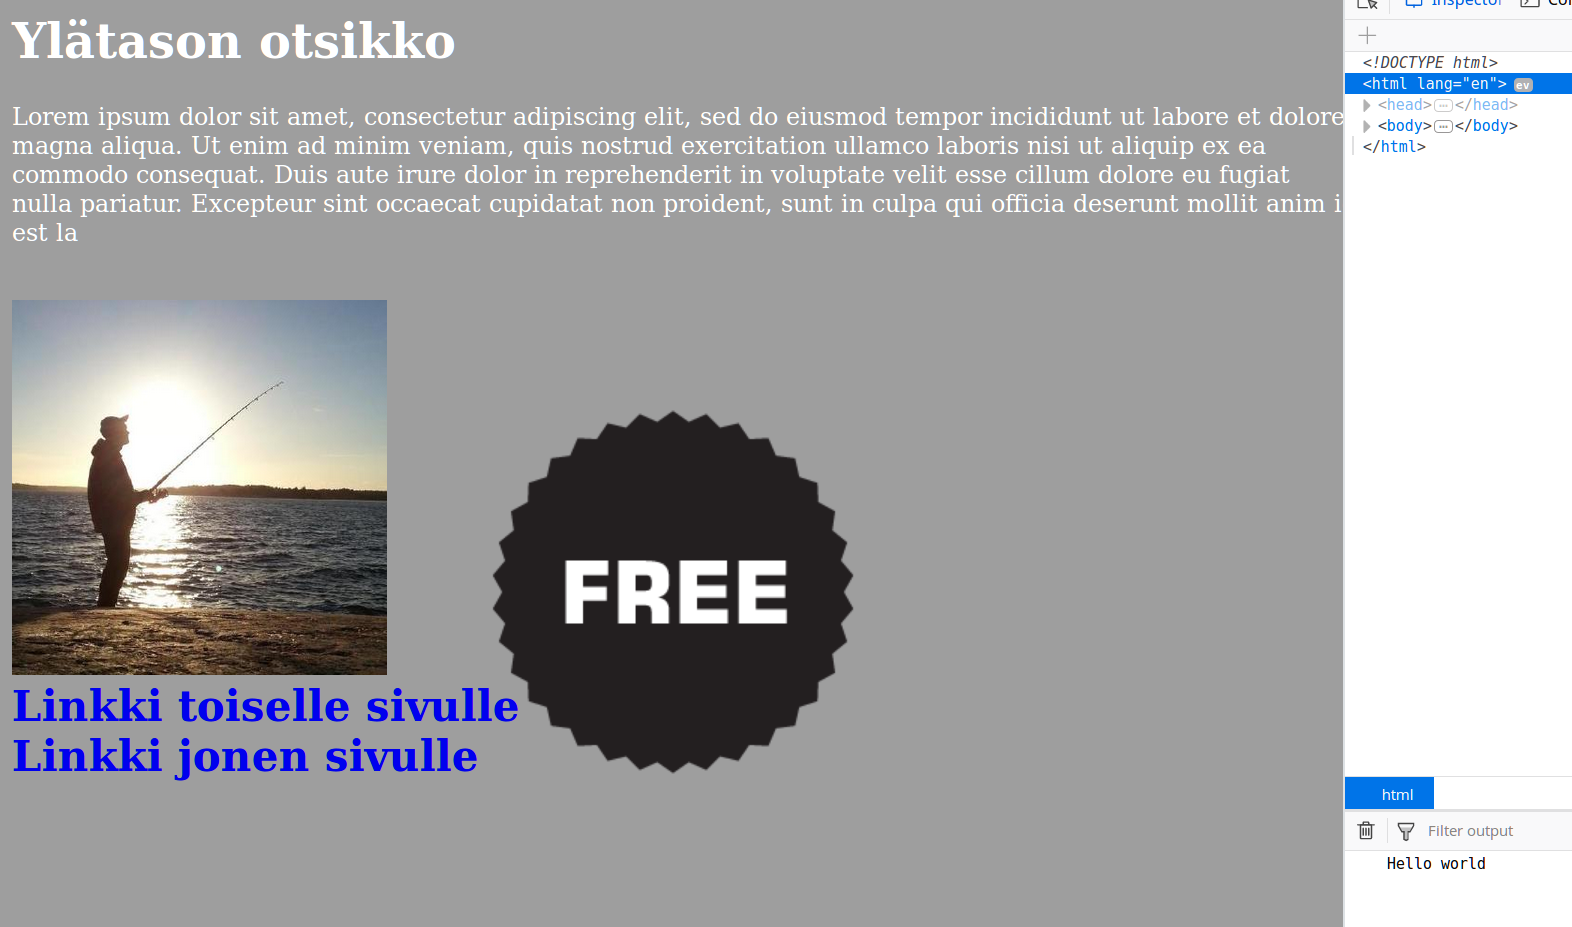 Ylätason otsikko
Lorem ipsum dolor sit amet, consectetur adipiscing elit, sed do eiusmod tempor incididunt ut labore et dolore
magna aliqua. Ut enim ad minim veniam, quis nostrud exercitation ullamco laboris nisi ut aliquip ex ea
commodo consequat. Duis aute irure dolor in reprehenderit in voluptate velit esse cillum dolore eu fugiat
nulla pariatur. Excepteur sint occaecat cupidatat non proident, sunt in culpa qui officia deserunt mollit anim i
est la
FREE
Linkki toiselle sivulle
Linkki jonen sivulle
Inspector
<!DOCTYPE html>
<html lang="en"> ev
<head>...</head>
<body>...</body>
</html>
html
Filter output
Hello world